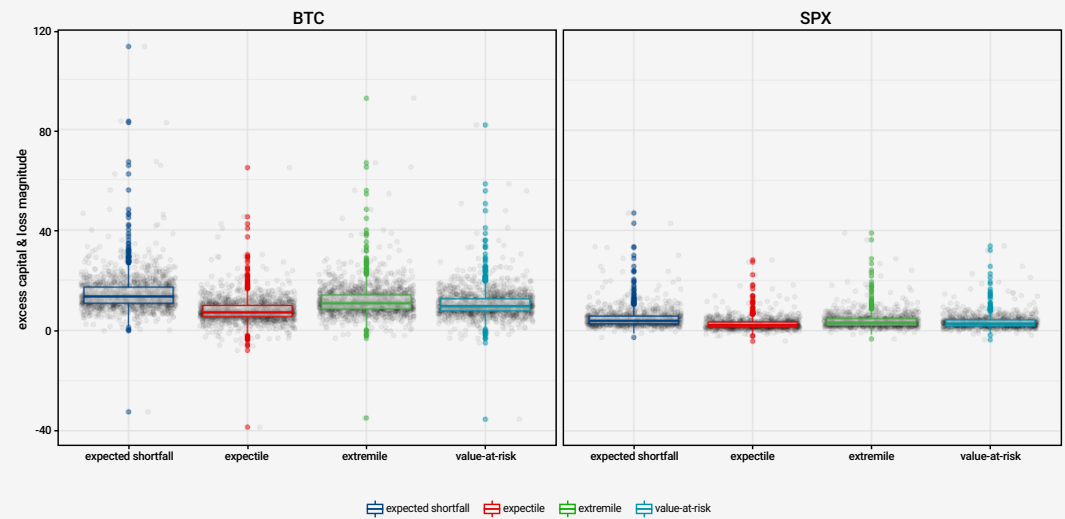 BTC
SPX
excess capital & loss magnitude
120
80
40
0
-40
expected shortfall
expectile
extremile
value-at-risk
expected shortfall
expectile
extremile
value-at-risk
expected shortfall
expectile
extremile
value-at-risk